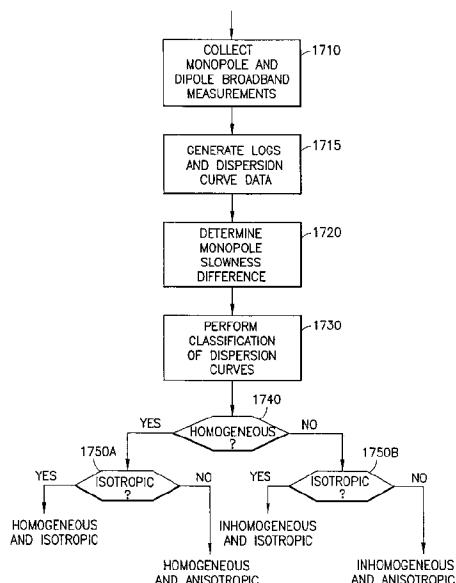 COLLECT
MONOPOLE AND
DIPOLE BROADBAND
MEASUREMENTS
1710
GENERATE LOGS
AND DISPERSION
CURVE DATA
1715
DETERMINE
MONOPOLE
SLOWNESS
DIFFERENCE
1720
PERFORM
CLASSIFICATION
OF DISPERSION
CURVES
1730
1740
YES
HOMOGENEOUS
?
NO
1750A
YES
ISOTROPIC
?
NO
1750B
YES
ISOTROPIC
?
NO
HOMOGENEOUS
AND ISOTROPIC
HOMOGENEOUS
AND ANISOTROPIC
INHOMOGENEOUS
AND ISOTROPIC
INHOMOGENEOUS
AND ANISOTROPIC